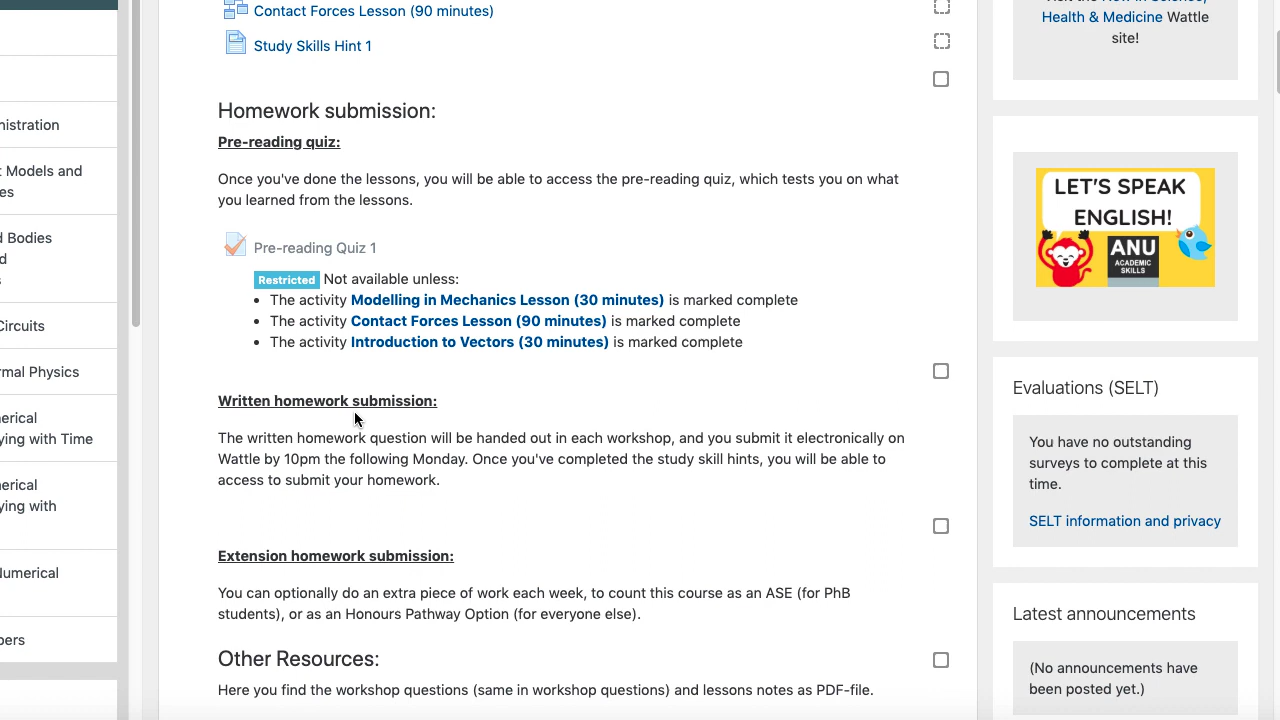 Contact Forces Lesson (90 minutes)
Study Skills Hint 1
Homework submission:
Pre-reading quiz:
Once you've done the lessons, you will be able to access the pre-reading quiz, which tests you on what
you learned from the lessons.
Pre-reading Quiz 1
Restricted Not available unless:
• The activity Modelling in Mechanics Lesson (30 minutes) is marked complete
• The activity Contact Forces Lesson (90 minutes) is marked complete
• The activity Introduction to Vectors (30 minutes) is marked complete
Written homework submission:
The written homework question will be handed out in each workshop, and you submit it electronically on
Wattle by 10pm the following Monday. Once you've completed the study skill hints, you will be able to
access to submit your homework.
Extension homework submission:
You can optionally do an extra piece of work each week, to count this course as an ASE (for PhB
students), or as an Honours Pathway Option (for everyone else).
Other Resources:
Here you find the workshop questions (same in workshop questions) and lessons notes as PDF-file.
nistration
t Models and
es
d Bodies
d
s
Circuits
rmal Physics
erical
ying with Time
erical
ying with
Numerical
pers
Health & Medicine Wattle
site!
LET'S SPEAK
ENGLISH!
ANU
ACADEMIC
SKILLS
Evaluations (SELT)
You have no outstanding
surveys to complete at this
time.
SELT information and privacy
Latest announcements
(No announcements have
been posted yet.)